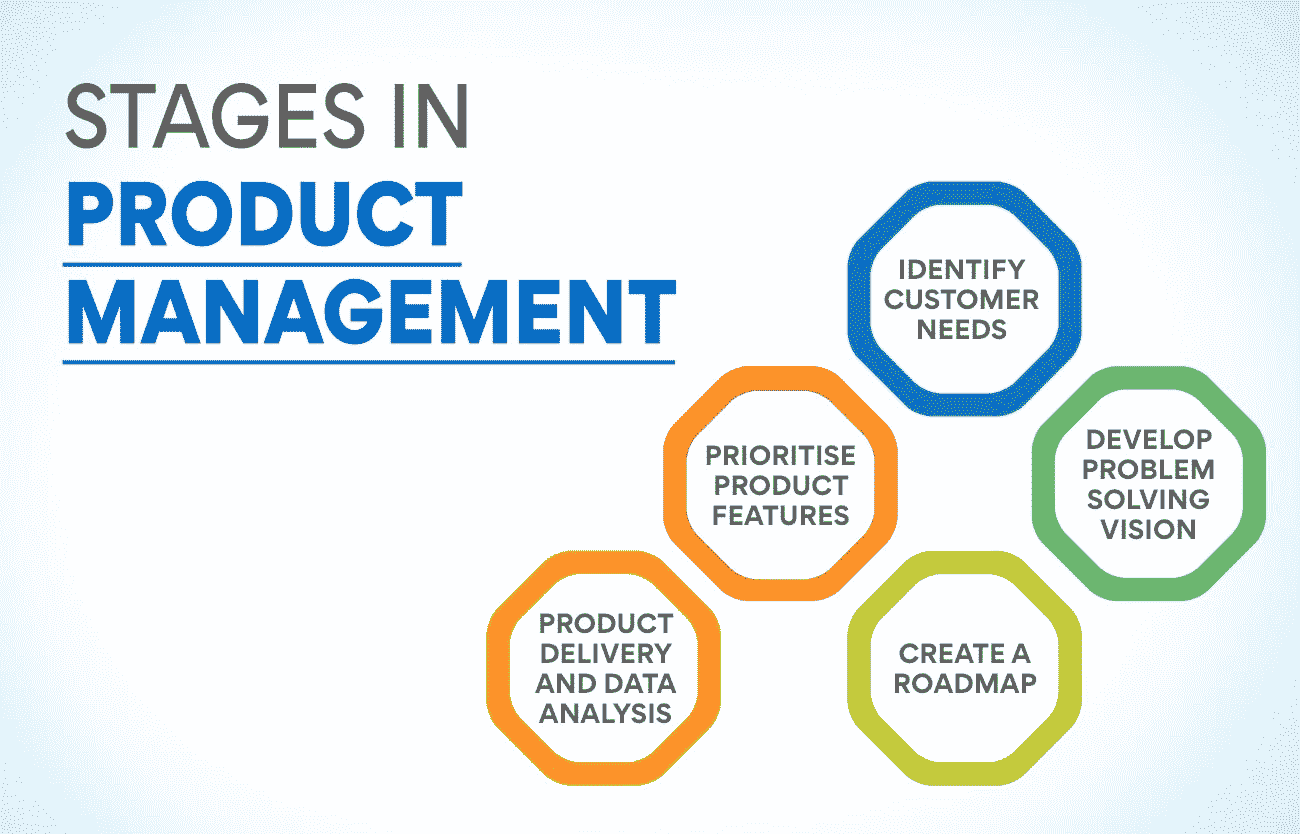 STAGES IN
PRODUCT
MANAGEMENT
IDENTIFY
CUSTOMER
NEEDS
DEVELOP
PROBLEM
SOLVING
VISION
CREATE A
ROADMAP
PRIORITISE
PRODUCT
FEATURES
PRODUCT
DELIVERY
AND DATA
ANALYSIS